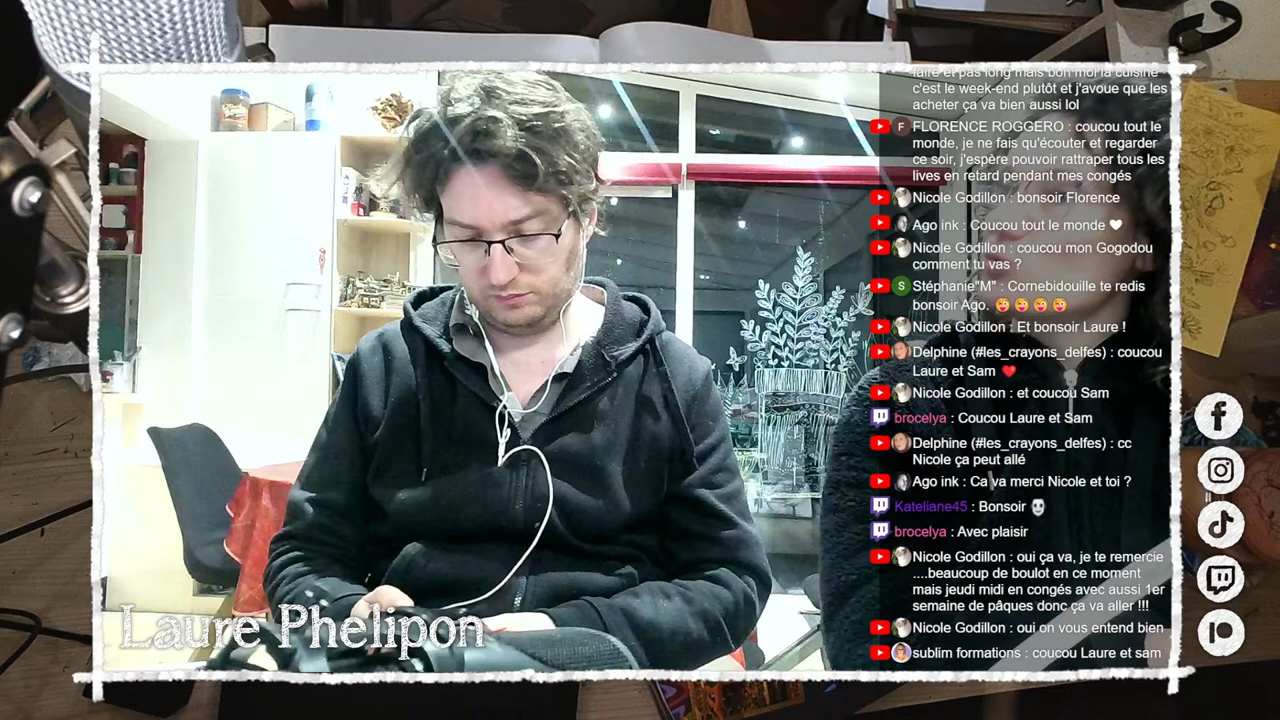 faire et pas long mais bon moi la cuisine
c'est le week-end plutôt et j'avoue que les
acheter ça va bien aussi lol
F FLORENCE ROGGERO : coucou tout le
monde, je ne fais qu'écouter et regarder
ce soir, j'espère pouvoir rattraper tous les
lives en retard pendant mes congés
Nicole Godillon : bonsoir Florence
Ago ink : Coucou tout le monde 🤍
Nicole Godillon : coucou mon Gogodou
comment tu vas ?
S Stéphanie"M" : Cornebidouille te redis
bonsoir Ago. 😜😜😜😜
Nicole Godillon : Et bonsoir Laure !
Delphine (#les_crayons_delfes) : coucou
Laure et Sam ❤️
Nicole Godillon : et coucou Sam
brocelya : Coucou Laure et Sam
Delphine (#les_crayons_delfes) : cc
Nicole ça peut allé
Ago ink : Ca va merci Nicole et toi ?
Kateliane45 : Bonsoir
brocelya : Avec plaisir
Nicole Godillon : oui ça va, je te remercie
....beaucoup de boulot en ce moment
mais jeudi midi en congés avec aussi 1er
semaine de pâques donc ça va aller !!!
Nicole Godillon : oui on vous entend bien
sublim formations : coucou Laure et sam
Laure Phelipon